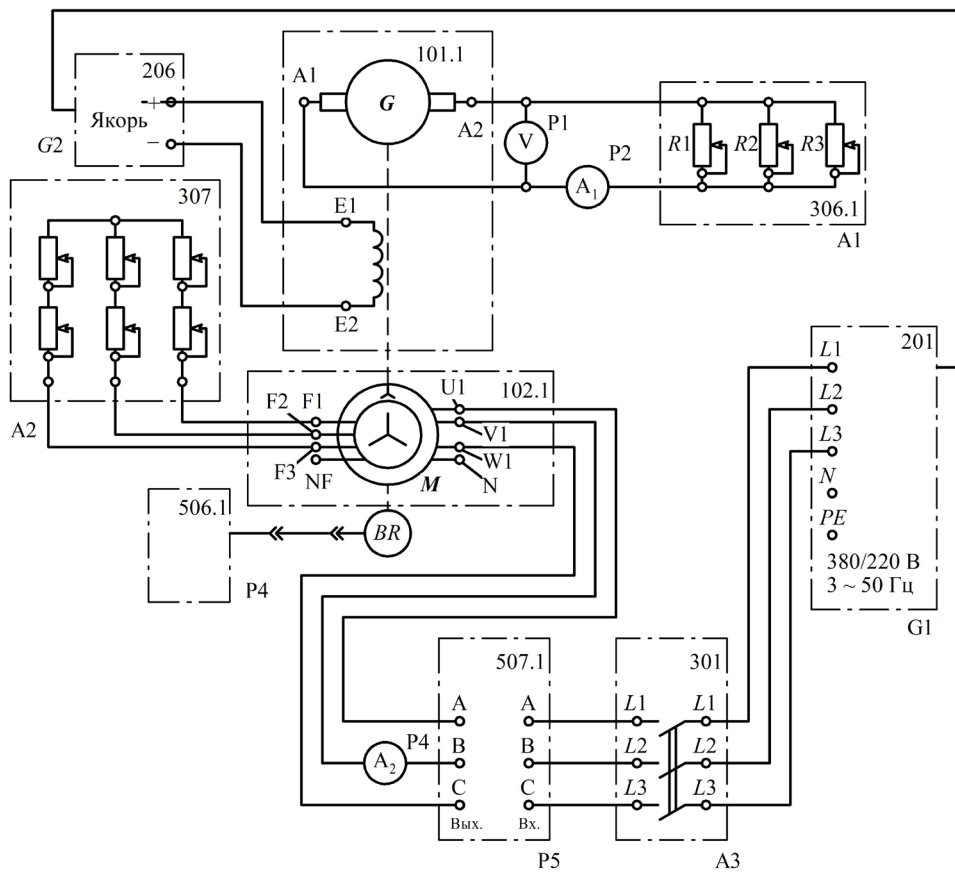 206
101.1
A1
G
Якорь
+
−
G2
A2
P1
V
P2
A1
R1
R2
R3
306.1
A1
307
E1
E2
A2
102.1
F2
F1
U1
V1
W1
F3
NF
M
N
506.1
BR
P4
201
L1
L2
L3
N
PE
380/220 В
3 ~ 50 Гц
G1
507.1
301
A
A
L1
L1
P4
A2
B
B
L2
L2
C
C
L3
L3
Вых.
Вх.
P5
A3